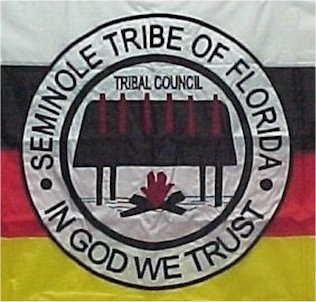 SEMINOLE TRIBE OF FLORIDA
TRIBAL COUNCIL
IN GOD WE TRUST